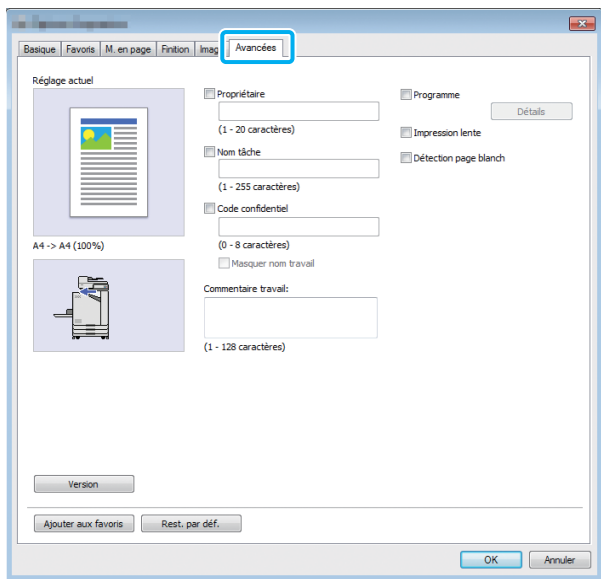 Basique Favoris M. en page Finition Imag Avancées
Réglage actuel
A4 -> A4 (100%)
Propriétaire
(1 - 20 caractères)
Nom tâche
(1 - 255 caractères)
Code confidentiel
(0 - 8 caractères)
Masquer nom travail
Commentaire travail:
(1 - 128 caractères)
Programme
Détails
Impression lente
Détection page blanch
Version
Ajouter aux favoris Rest. par déf.
OK Annuler